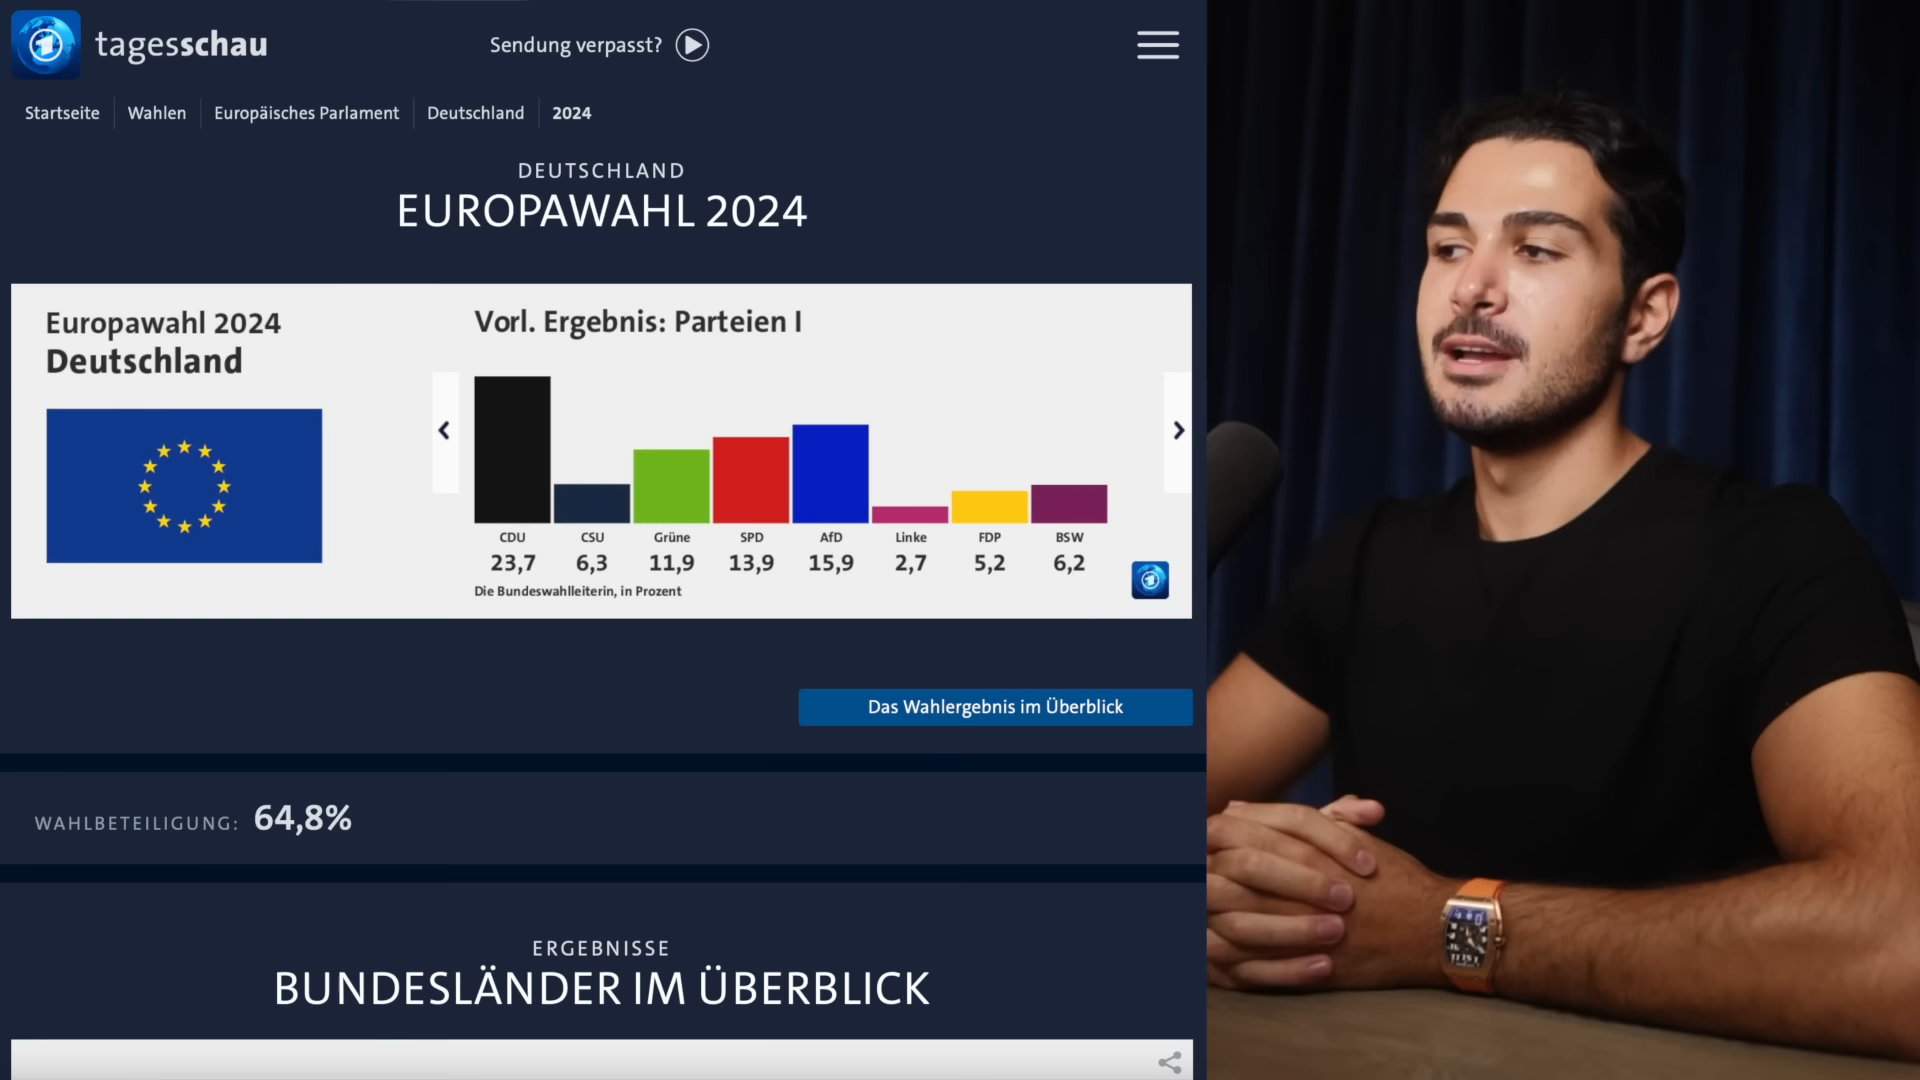 tagesschau
Sendung verpasst?
Startseite Wahlen Europäisches Parlament Deutschland 2024
DEUTSCHLAND
EUROPAWAHL 2024
Europawahl 2024
Deutschland
Vorl. Ergebnis: Parteien I
CDU CSU Grüne SPD AfD Linke FDP BSW
23,7 6,3 11,9 13,9 15,9 2,7 5,2 6,2
Die Bundeswahlleiterin, in Prozent
Das Wahlergebnis im Überblick
WAHLBETEILIGUNG: 64,8%
ERGEBNISSE
BUNDESLÄNDER IM ÜBERBLICK